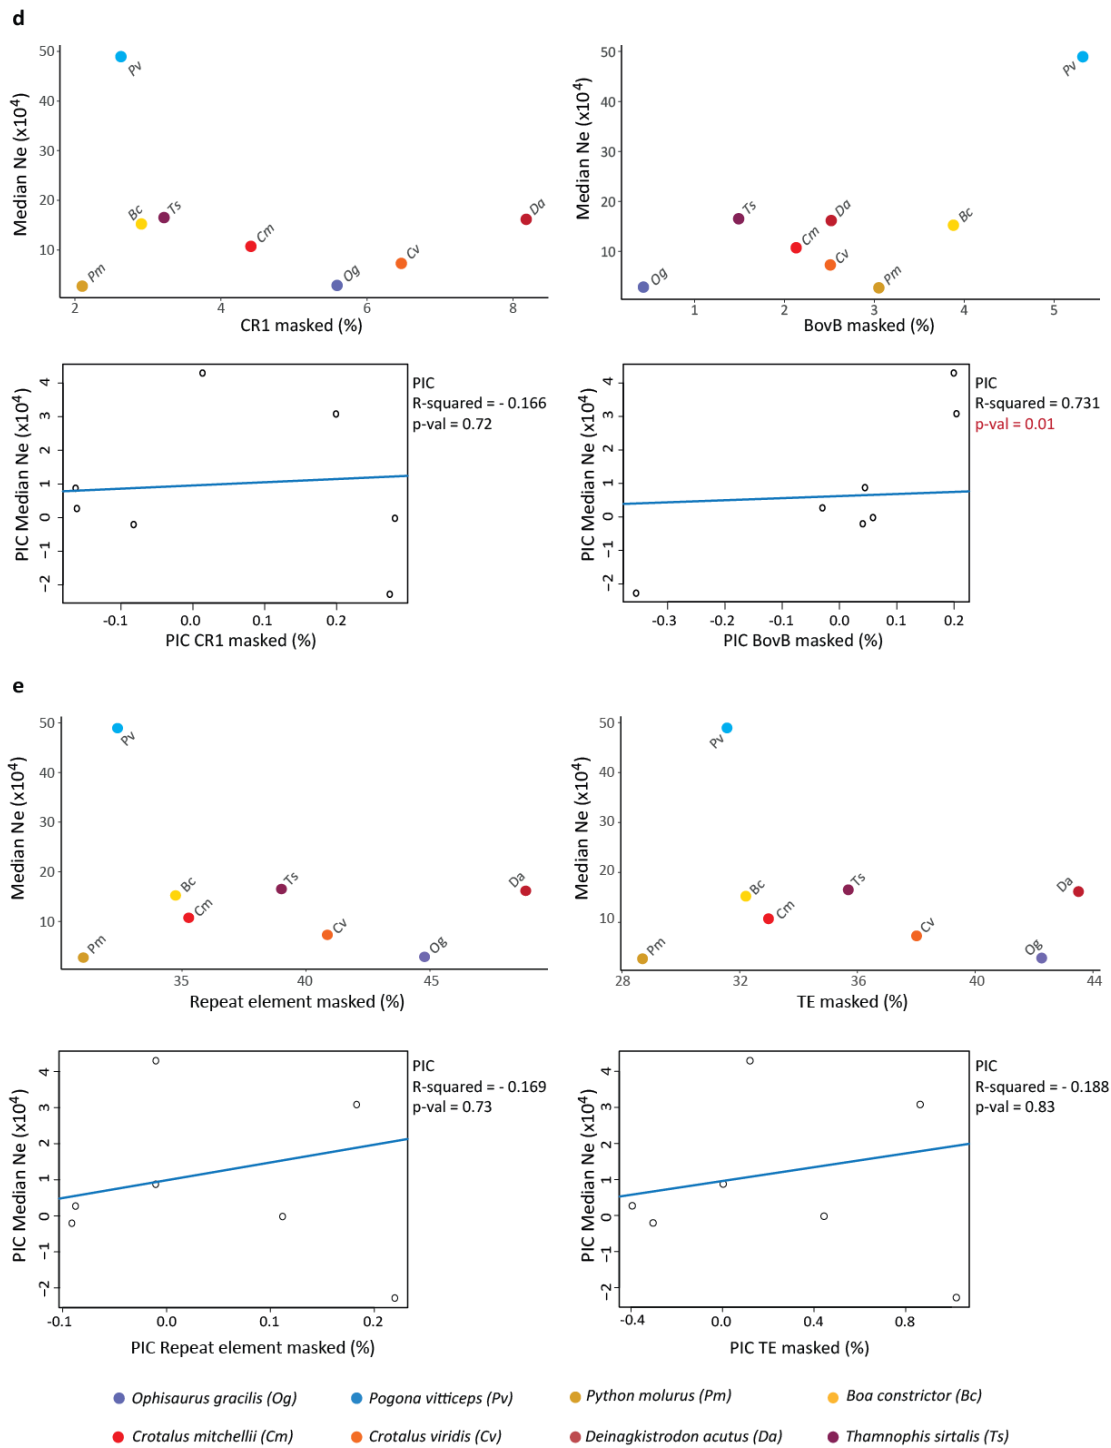 d
50
40
30
20
10
Median Ne (x10⁴)
Pv
Bc
Ts
Cm
Da
Cv
Og
Pm
2 4 6 8
CR1 masked (%)
50
40
30
20
10
Median Ne (x10⁴)
Pv
Ts
Da
Bc
Cm
Cv
Og
Pm
1 2 3 4 5
BovB masked (%)
4
3
2
1
0
−1
−2
PIC Median Ne (x10⁴)
-0.1 0.0 0.1 0.2
PIC CR1 masked (%)
PIC
R-squared = - 0.166
p-val = 0.72
4
3
2
1
0
−1
−2
PIC Median Ne (x10⁴)
-0.3 -0.2 -0.1 0.0 0.1 0.2
PIC BovB masked (%)
PIC
R-squared = 0.731
p-val = 0.01
e
50
40
30
20
10
Median Ne (x10⁴)
Pv
Bc
Ts
Da
Cm
Cv
Og
Pm
35 40 45
Repeat element masked (%)
50
40
30
20
10
Median Ne (x10⁴)
Pv
Bc
Ts
Da
Cm
Cv
Og
Pm
28 32 36 40 44
TE masked (%)
4
3
2
1
0
−1
−2
PIC Median Ne (x10⁴)
-0.1 0.0 0.1 0.2
PIC Repeat element masked (%)
PIC
R-squared = - 0.169
p-val = 0.73
4
3
2
1
0
−1
−2
PIC Median Ne (x10⁴)
-0.4 0.0 0.4 0.8
PIC TE masked (%)
PIC
R-squared = - 0.188
p-val = 0.83
Ophisaurus gracilis (Og) Pogona vitticeps (Pv) Python molurus (Pm) Boa constrictor (Bc)
Crotalus mitchellii (Cm) Crotalus viridis (Cv) Deinagkistrodon acutus (Da) Thamnophis sirtalis (Ts)